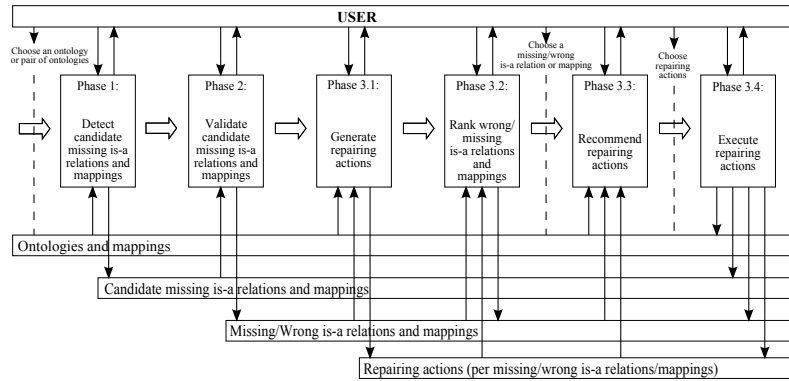 USER
Choose an ontology
or pair of ontologies
Choose a
missing/wrong
is-a relation or mapping
Choose
repairing
actions
Phase 1:
Detect
candidate
missing is-a
relations and
mappings
Phase 2:
Validate
candidate
missing is-a
relations and
mappings
Phase 3.1:
Generate
repairing
actions
Phase 3.2:
Rank wrong/
missing
is-a relations
and
mappings
Phase 3.3:
Recommend
repairing
actions
Phase 3.4:
Execute
repairing
actions
Ontologies and mappings
Candidate missing is-a relations and mappings
Missing/Wrong is-a relations and mappings
Repairing actions (per missing/wrong is-a relations/mappings)